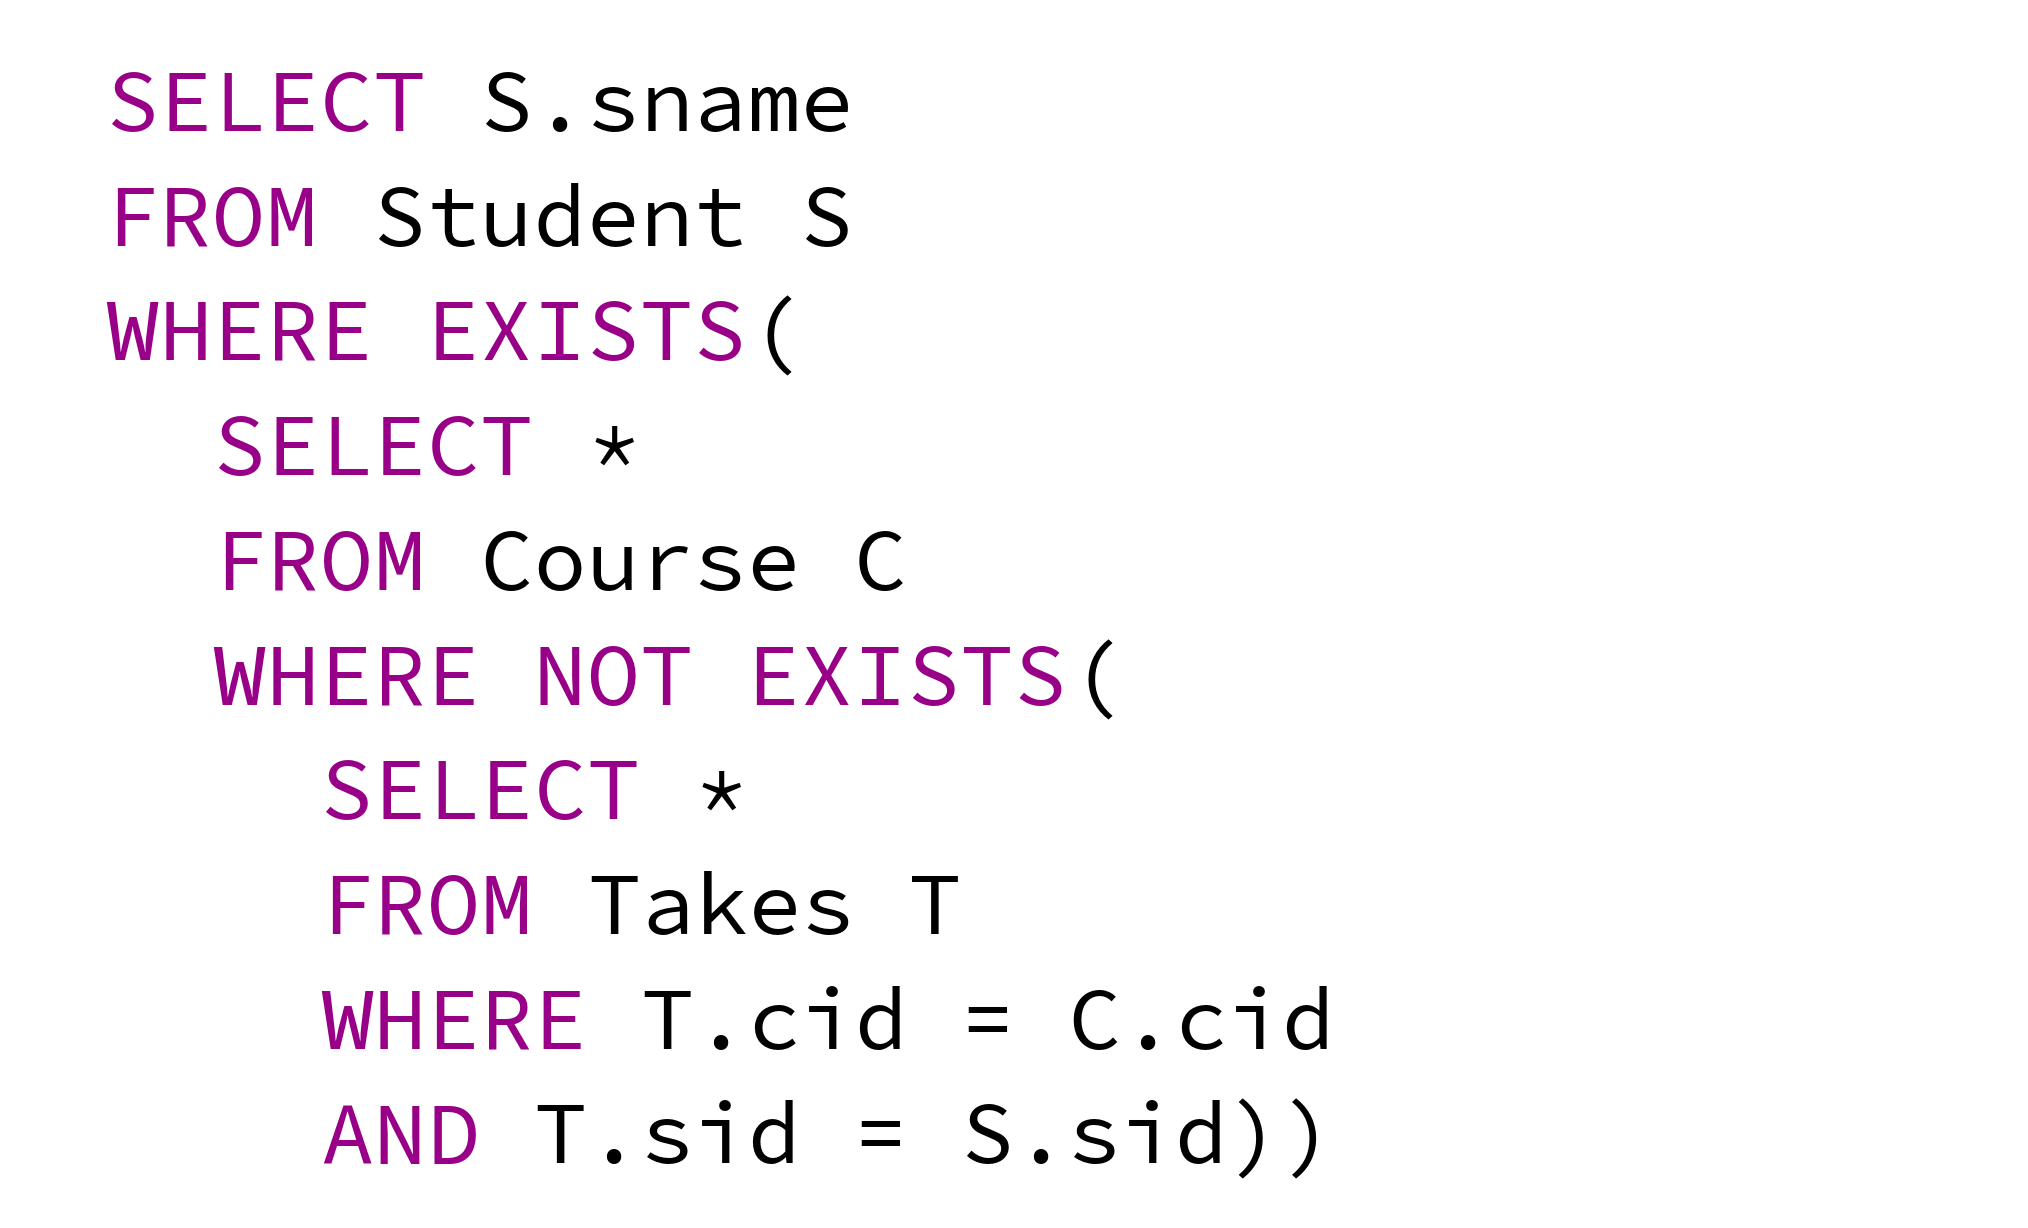 SELECT S.sname
FROM Student S
WHERE EXISTS(
  SELECT *
  FROM Course C
  WHERE NOT EXISTS(
    SELECT *
    FROM Takes T
    WHERE T.cid = C.cid
    AND T.sid = S.sid))